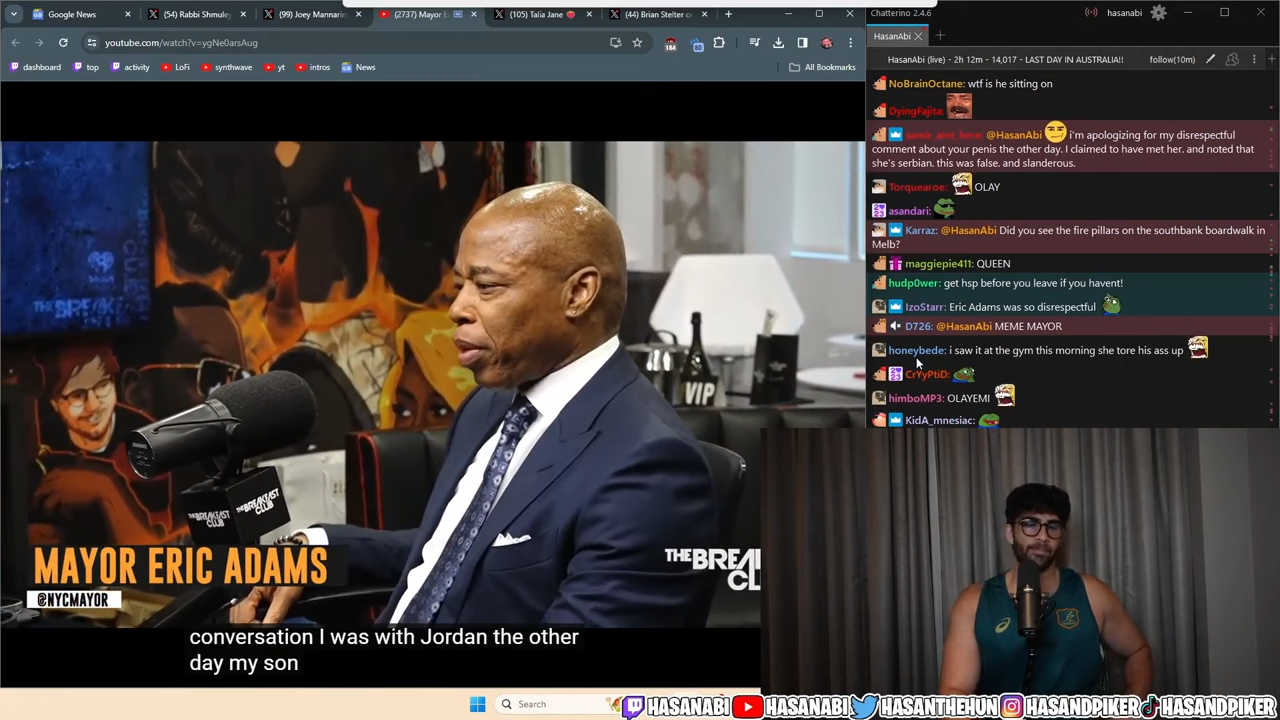 Google News
(54) Rabbi Shmule
(99) Joey Mannarin
(2737) Mayor E
(105) Talia Jane
(44) Brian Stelter o
youtube.com/watch?v=ygNe0arsAug
184
dashboard
top
activity
LoFi
synthwave
yt
intros
News
All Bookmarks
Chatterino 2.4.6
hasanabi
HasanAbi
HasanAbi (live) - 2h 12m - 14,017 - LAST DAY IN AUSTRALIA!!
follow(10m)
NoBrainOctane: wtf is he sitting on
DyingFajita:
samir_aint_here: @HasanAbi i'm apologizing for my disrespectful
comment about your penis the other day. I claimed to have met her. and noted that
she's serbian. this was false. and slanderous.
Torquearoe: OLAY
asandari:
Karraz: @HasanAbi Did you see the fire pillars on the southbank boardwalk in
Melb?
maggiepie411: QUEEN
hudp0wer: get hsp before you leave if you havent!
IzoStarr: Eric Adams was so disrespectful
D726: @HasanAbi MEME MAYOR
honeybede: i saw it at the gym this morning she tore his ass up
CrYyPtiD:
himboMP3: OLAYEMI
KidA_mnesiac:
VIP
THE BREAKFAST
CLUB
THE BREAKFAST
CLUB
MAYOR ERIC ADAMS
@NYCMAYOR
THE BREA
CL
conversation I was with Jordan the other
day my son
Search
HASANABI
HASANABI
HASANTHEHUN
HASANDPIKER
HASANDPIKER